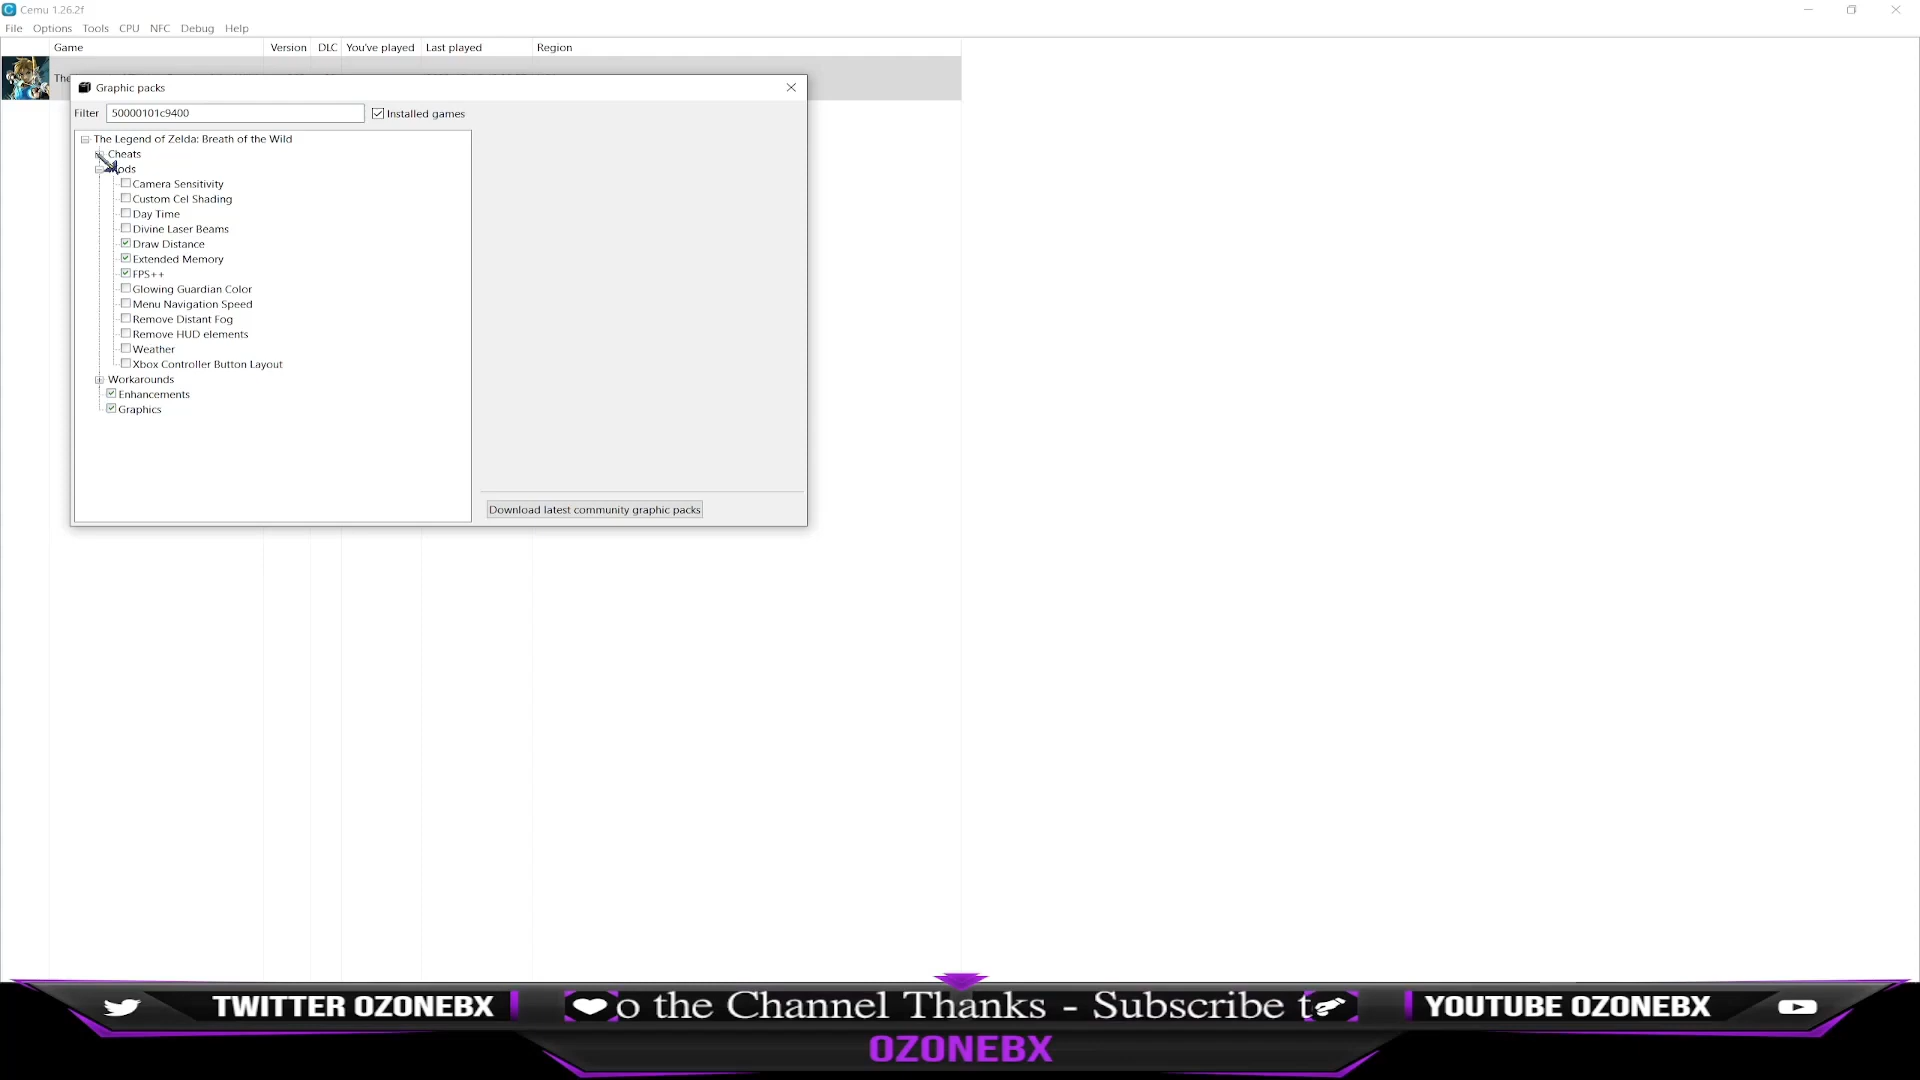 Cemu 1.26.2f
File Options Tools CPU NFC Debug Help
Game Version DLC You've played Last played Region
The
Graphic packs
Filter 50000101c9400 Installed games
The Legend of Zelda: Breath of the Wild
Cheats
ods
Camera Sensitivity
Custom Cel Shading
Day Time
Divine Laser Beams
Draw Distance
Extended Memory
FPS++
Glowing Guardian Color
Menu Navigation Speed
Remove Distant Fog
Remove HUD elements
Weather
Xbox Controller Button Layout
Workarounds
Enhancements
Graphics
Download latest community graphic packs
TWITTER OZONEBX
o the Channel Thanks - Subscribe t
YOUTUBE OZONEBX
OZONEBX